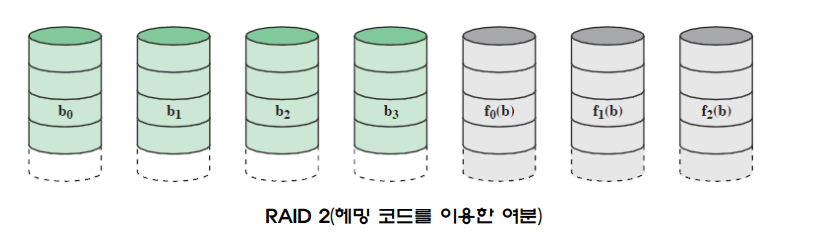 b₀ b₁ b₂ b₃ f₀(b) f₁(b) f₂(b)
RAID 2(헤밍 코드를 이용한 여분)